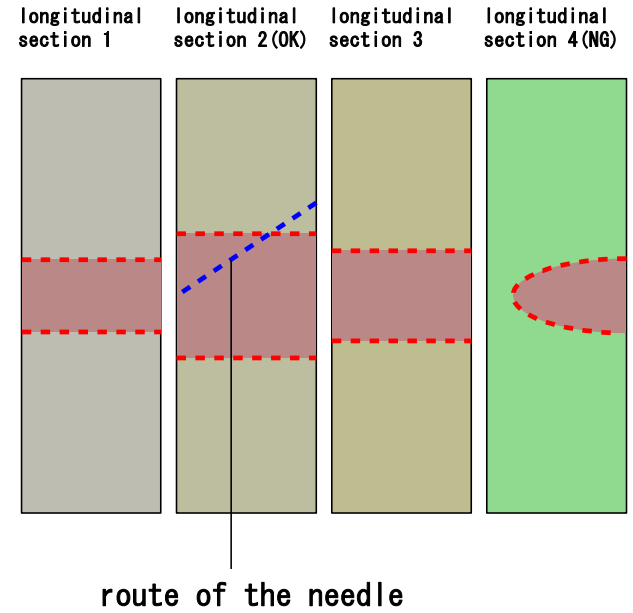 longitudinal
section 1
longitudinal
section 2(OK)
longitudinal
section 3
longitudinal
section 4(NG)
route of the needle